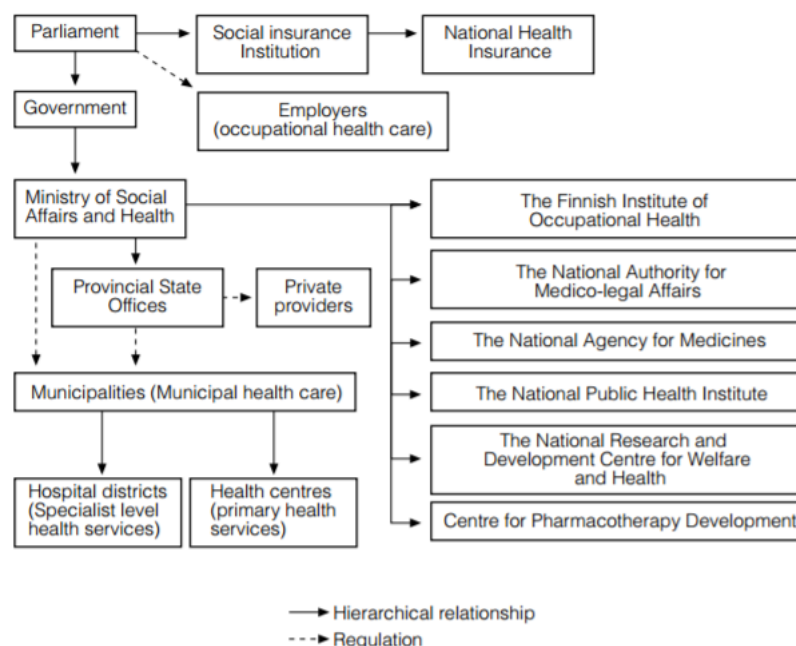 Parliament
Social insurance
Institution
National Health
Insurance
Government
Employers
(occupational health care)
Ministry of Social
Affairs and Health
The Finnish Institute of
Occupational Health
Provincial State
Offices
Private
providers
The National Authority for
Medico-legal Affairs
The National Agency for Medicines
Municipalities (Municipal health care)
The National Public Health Institute
The National Research and
Development Centre for Welfare
and Health
Hospital districts
(Specialist level
health services)
Health centres
(primary health
services)
Centre for Pharmacotherapy Development
Hierarchical relationship
Regulation